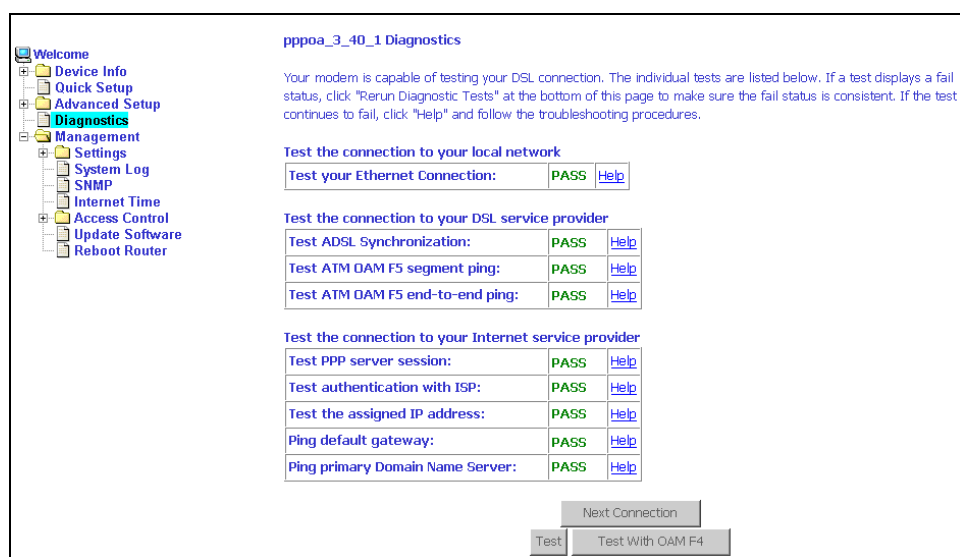 Welcome
Device Info
Quick Setup
Advanced Setup
Diagnostics
Management
Settings
System Log
SNMP
Internet Time
Access Control
Update Software
Reboot Router
pppoa_3_40_1 Diagnostics
Your modem is capable of testing your DSL connection. The individual tests are listed below. If a test displays a fail
status, click "Rerun Diagnostic Tests" at the bottom of this page to make sure the fail status is consistent. If the test
continues to fail, click "Help" and follow the troubleshooting procedures.
Test the connection to your local network
Test your Ethernet Connection: PASS Help
Test the connection to your DSL service provider
Test ADSL Synchronization: PASS Help
Test ATM OAM F5 segment ping: PASS Help
Test ATM OAM F5 end-to-end ping: PASS Help
Test the connection to your Internet service provider
Test PPP server session: PASS Help
Test authentication with ISP: PASS Help
Test the assigned IP address: PASS Help
Ping default gateway: PASS Help
Ping primary Domain Name Server: PASS Help
Next Connection
Test Test With OAM F4